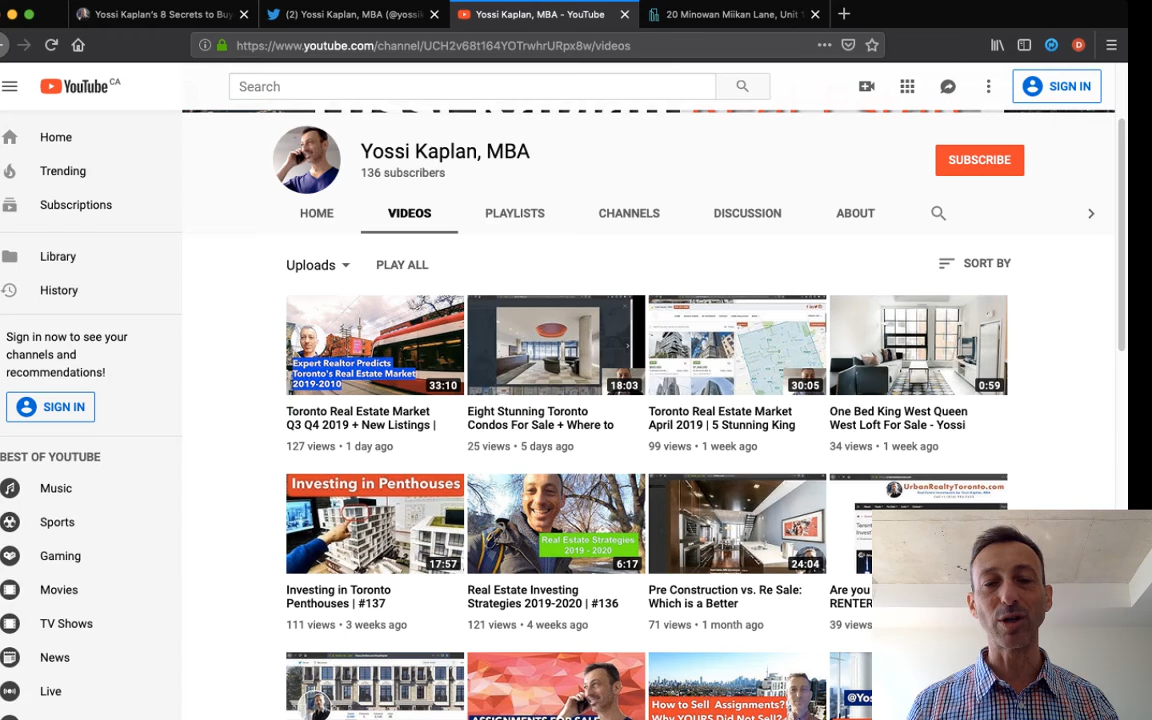 Yossi Kaplan's 8 Secrets to Buy
(2) Yossi Kaplan, MBA (@yossik
Yossi Kaplan, MBA - YouTube
20 Minowan Miikan Lane, Unit 1
https://www.youtube.com/channel/UCH2v68t164YOTrwhrURpx8w/videos
YouTube CA
Search
SIGN IN
Home
Trending
Subscriptions
Library
History
Sign in now to see your
channels and
recommendations!
SIGN IN
BEST OF YOUTUBE
Music
Sports
Gaming
Movies
TV Shows
News
Live
Yossi Kaplan, MBA
136 subscribers
SUBSCRIBE
HOME VIDEOS PLAYLISTS CHANNELS DISCUSSION ABOUT
Uploads PLAY ALL SORT BY
Expert Realtor Predicts
Toronto's Real Estate Market
2019-2010
33:10
18:03
30:05
0:59
Toronto Real Estate Market
Q3 Q4 2019 + New Listings |
127 views • 1 day ago
Eight Stunning Toronto
Condos For Sale + Where to
25 views • 5 days ago
Toronto Real Estate Market
April 2019 | 5 Stunning King
99 views • 1 week ago
One Bed King West Queen
West Loft For Sale - Yossi
34 views • 1 week ago
Investing in Penthouses
17:57
Real Estate Strategies
2019 - 2020
6:17
24:04
UrbanRealtyToronto.com
Investing in Toronto
Penthouses | #137
111 views • 3 weeks ago
Real Estate Investing
Strategies 2019-2020 | #136
121 views • 4 weeks ago
Pre Construction vs. Re Sale:
Which is a Better
71 views • 1 month ago
Are you
RENTER
39 views
ASSIGNMENTS FOR SALE
How to Sell Assignments?
Why YOURS Did Not Sell?
@Yos